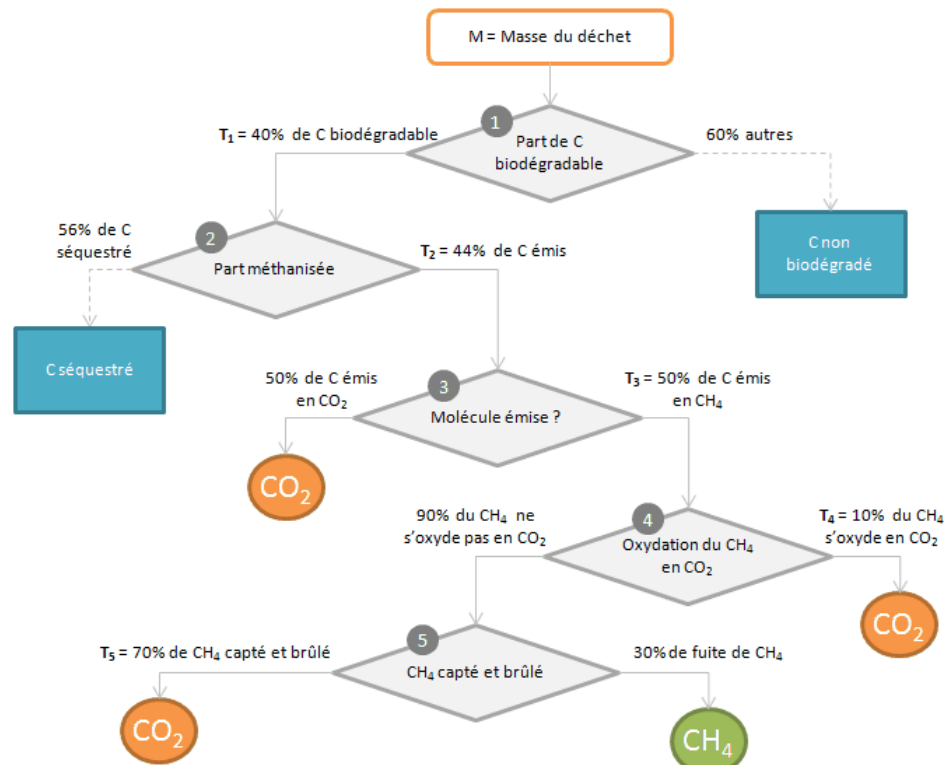 M = Masse du déchet
1
T₁ = 40% de C biodégradable
Part de C
biodégradable
60% autres
56% de C
séquestré
2
Part méthanisée
T₂ = 44% de C émis
C non
biodégradé
C séquestré
50% de C émis
en CO₂
3
Molécule émise ?
T₃ = 50% de C émis
en CH₄
CO₂
90% du CH₄ ne
s'oxyde pas en CO₂
4
Oxydation du CH₄
en CO₂
T₄ = 10% du CH₄
s'oxyde en CO₂
CO₂
T₅ = 70% de CH₄ capté et brûlé
5
CH₄ capté et brûlé
30% de fuite de CH₄
CO₂
CH₄